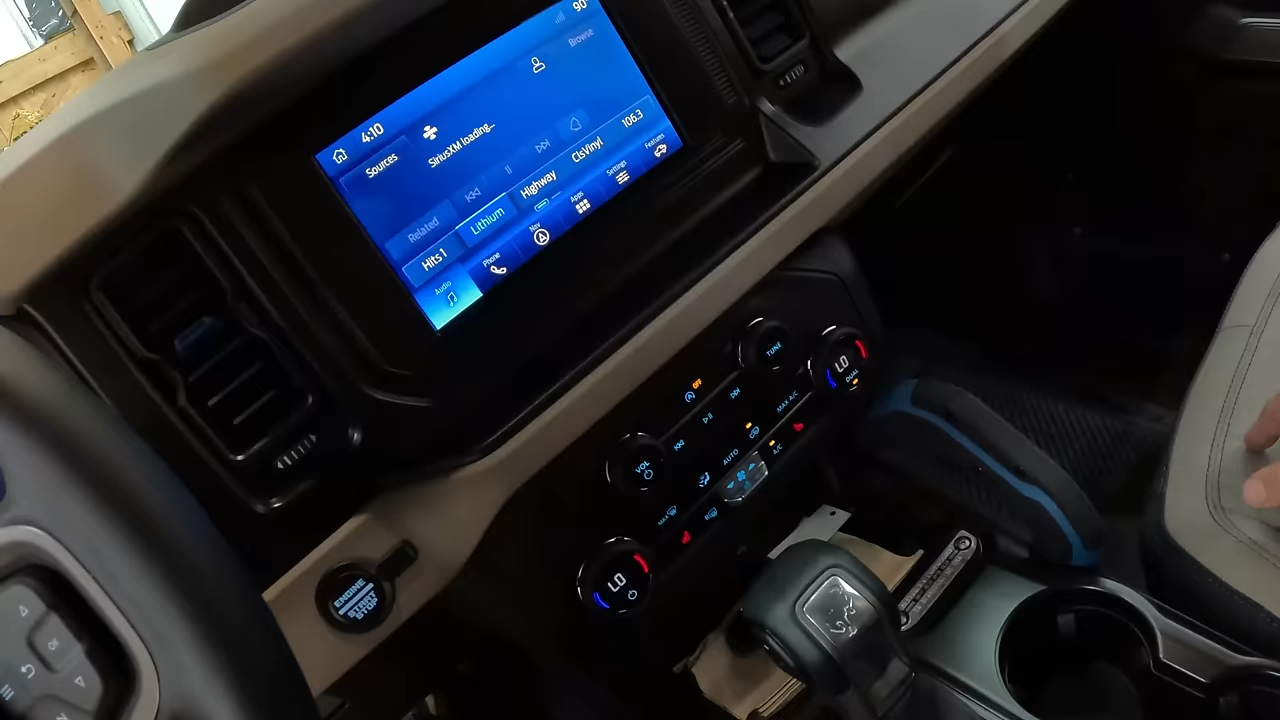 4:10
90°
Sources
Browse
SiriusXM loading...
Related
Hits 1
Lithium
Highway
ClsVinyl
106.3
Audio
Phone
Nav
Apps
Settings
Features
TUNE
LO
DUAL
OFF
MAX A/C
VOL
AUTO
A/C
MAX
R
LO
ENGINE
START
STOP
OK